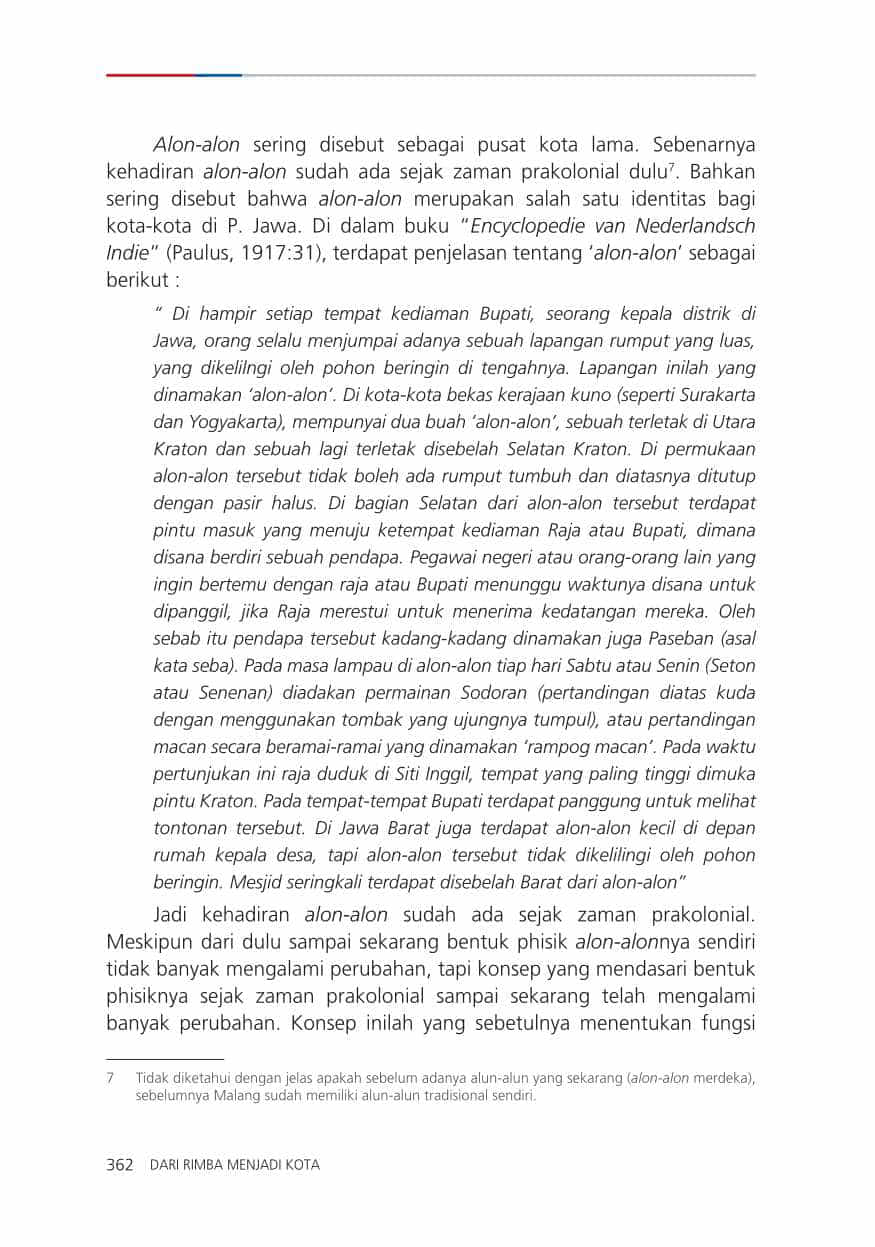 Alon-alon sering disebut sebagai pusat kota lama. Sebenarnya
kehadiran alon-alon sudah ada sejak zaman prakolonial dulu7. Bahkan
sering disebut bahwa alon-alon merupakan salah satu identitas bagi
kota-kota di P. Jawa. Di dalam buku “Encyclopedie van Nederlandsch
Indie” (Paulus, 1917:31), terdapat penjelasan tentang ‘alon-alon’ sebagai
berikut :
“ Di hampir setiap tempat kediaman Bupati, seorang kepala distrik di
Jawa, orang selalu menjumpai adanya sebuah lapangan rumput yang luas,
yang dikelilngi oleh pohon beringin di tengahnya. Lapangan inilah yang
dinamakan ‘alon-alon’. Di kota-kota bekas kerajaan kuno (seperti Surakarta
dan Yogyakarta), mempunyai dua buah ‘alon-alon’, sebuah terletak di Utara
Kraton dan sebuah lagi terletak disebelah Selatan Kraton. Di permukaan
alon-alon tersebut tidak boleh ada rumput tumbuh dan diatasnya ditutup
dengan pasir halus. Di bagian Selatan dari alon-alon tersebut terdapat
pintu masuk yang menuju ketempat kediaman Raja atau Bupati, dimana
disana berdiri sebuah pendapa. Pegawai negeri atau orang-orang lain yang
ingin bertemu dengan raja atau Bupati menunggu waktunya disana untuk
dipanggil, jika Raja merestui untuk menerima kedatangan mereka. Oleh
sebab itu pendapa tersebut kadang-kadang dinamakan juga Paseban (asal
kata seba). Pada masa lampau di alon-alon tiap hari Sabtu atau Senin (Seton
atau Senenan) diadakan permainan Sodoran (pertandingan diatas kuda
dengan menggunakan tombak yang ujungnya tumpul), atau pertandingan
macan secara beramai-ramai yang dinamakan ‘rampog macan’. Pada waktu
pertunjukan ini raja duduk di Siti Inggil, tempat yang paling tinggi dimuka
pintu Kraton. Pada tempat-tempat Bupati terdapat panggung untuk melihat
tontonan tersebut. Di Jawa Barat juga terdapat alon-alon kecil di depan
rumah kepala desa, tapi alon-alon tersebut tidak dikelilingi oleh pohon
beringin. Mesjid seringkali terdapat disebelah Barat dari alon-alon”
Jadi kehadiran alon-alon sudah ada sejak zaman prakolonial.
Meskipun dari dulu sampai sekarang bentuk phisik alon-alonnya sendiri
tidak banyak mengalami perubahan, tapi konsep yang mendasari bentuk
phisiknya sejak zaman prakolonial sampai sekarang telah mengalami
banyak perubahan. Konsep inilah yang sebetulnya menentukan fungsi
7 Tidak diketahui dengan jelas apakah sebelum adanya alun-alun yang sekarang (alon-alon merdeka),
sebelumnya Malang sudah memiliki alun-alun tradisional sendiri.
362 DARI RIMBA MENJADI KOTA